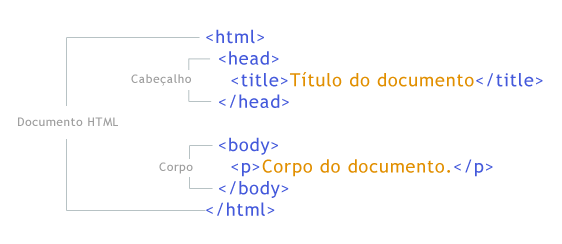 <html>
<head>
Cabeçalho
<title>Título do documento</title>
</head>
Documento HTML
<body>
Corpo
<p>Corpo do documento.</p>
</body>
</html>